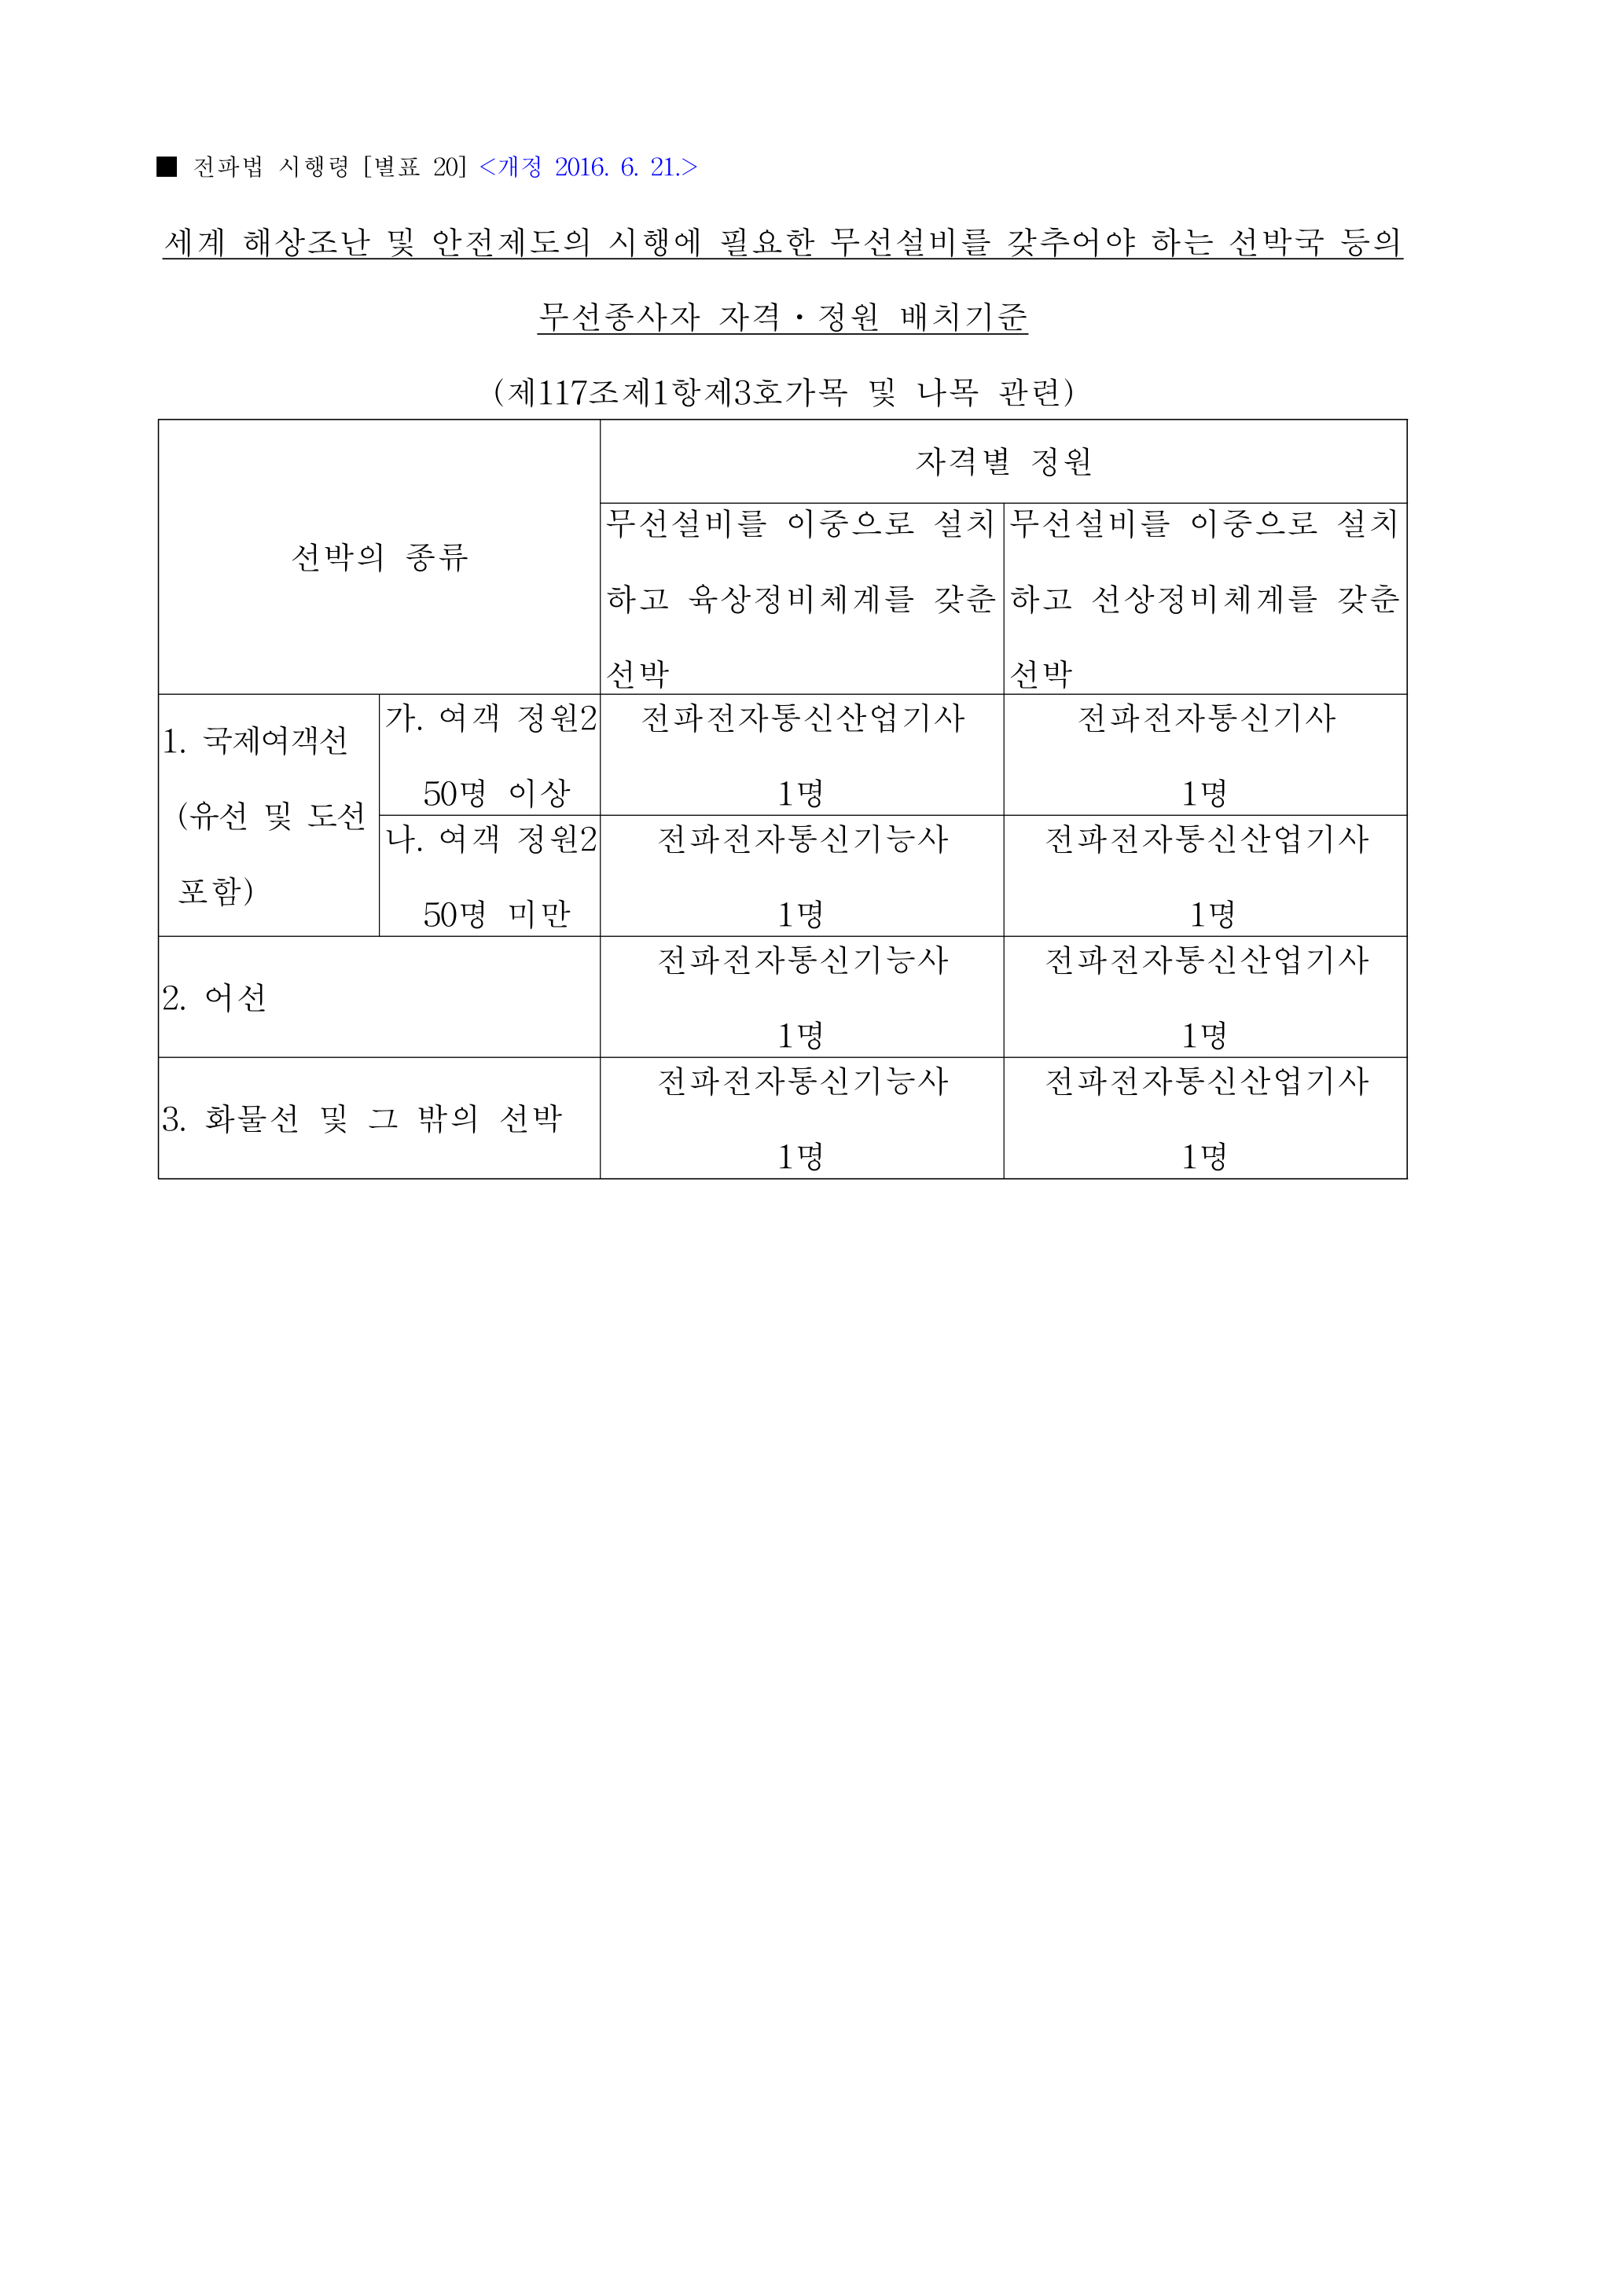 ■ 전파법 시행령 [별표 20] <개정 2016. 6. 21.>
세계 해상조난 및 안전제도의 시행에 필요한 무선설비를 갖추어야 하는 선박국 등의
무선종사자 자격·정원 배치기준
(제117조제1항제3호가목 및 나목 관련)
선박의 종류
자격별 정원
무선설비를 이중으로 설치
하고 육상정비체계를 갖춘
선박
무선설비를 이중으로 설치
하고 선상정비체계를 갖춘
선박
1. 국제여객선
(유선 및 도선
포함)
가. 여객 정원2
50명 이상
전파전자통신산업기사
1명
전파전자통신기사
1명
나. 여객 정원2
50명 미만
전파전자통신기능사
1명
전파전자통신산업기사
1명
2. 어선
전파전자통신기능사
1명
전파전자통신산업기사
1명
3. 화물선 및 그 밖의 선박
전파전자통신기능사
1명
전파전자통신산업기사
1명